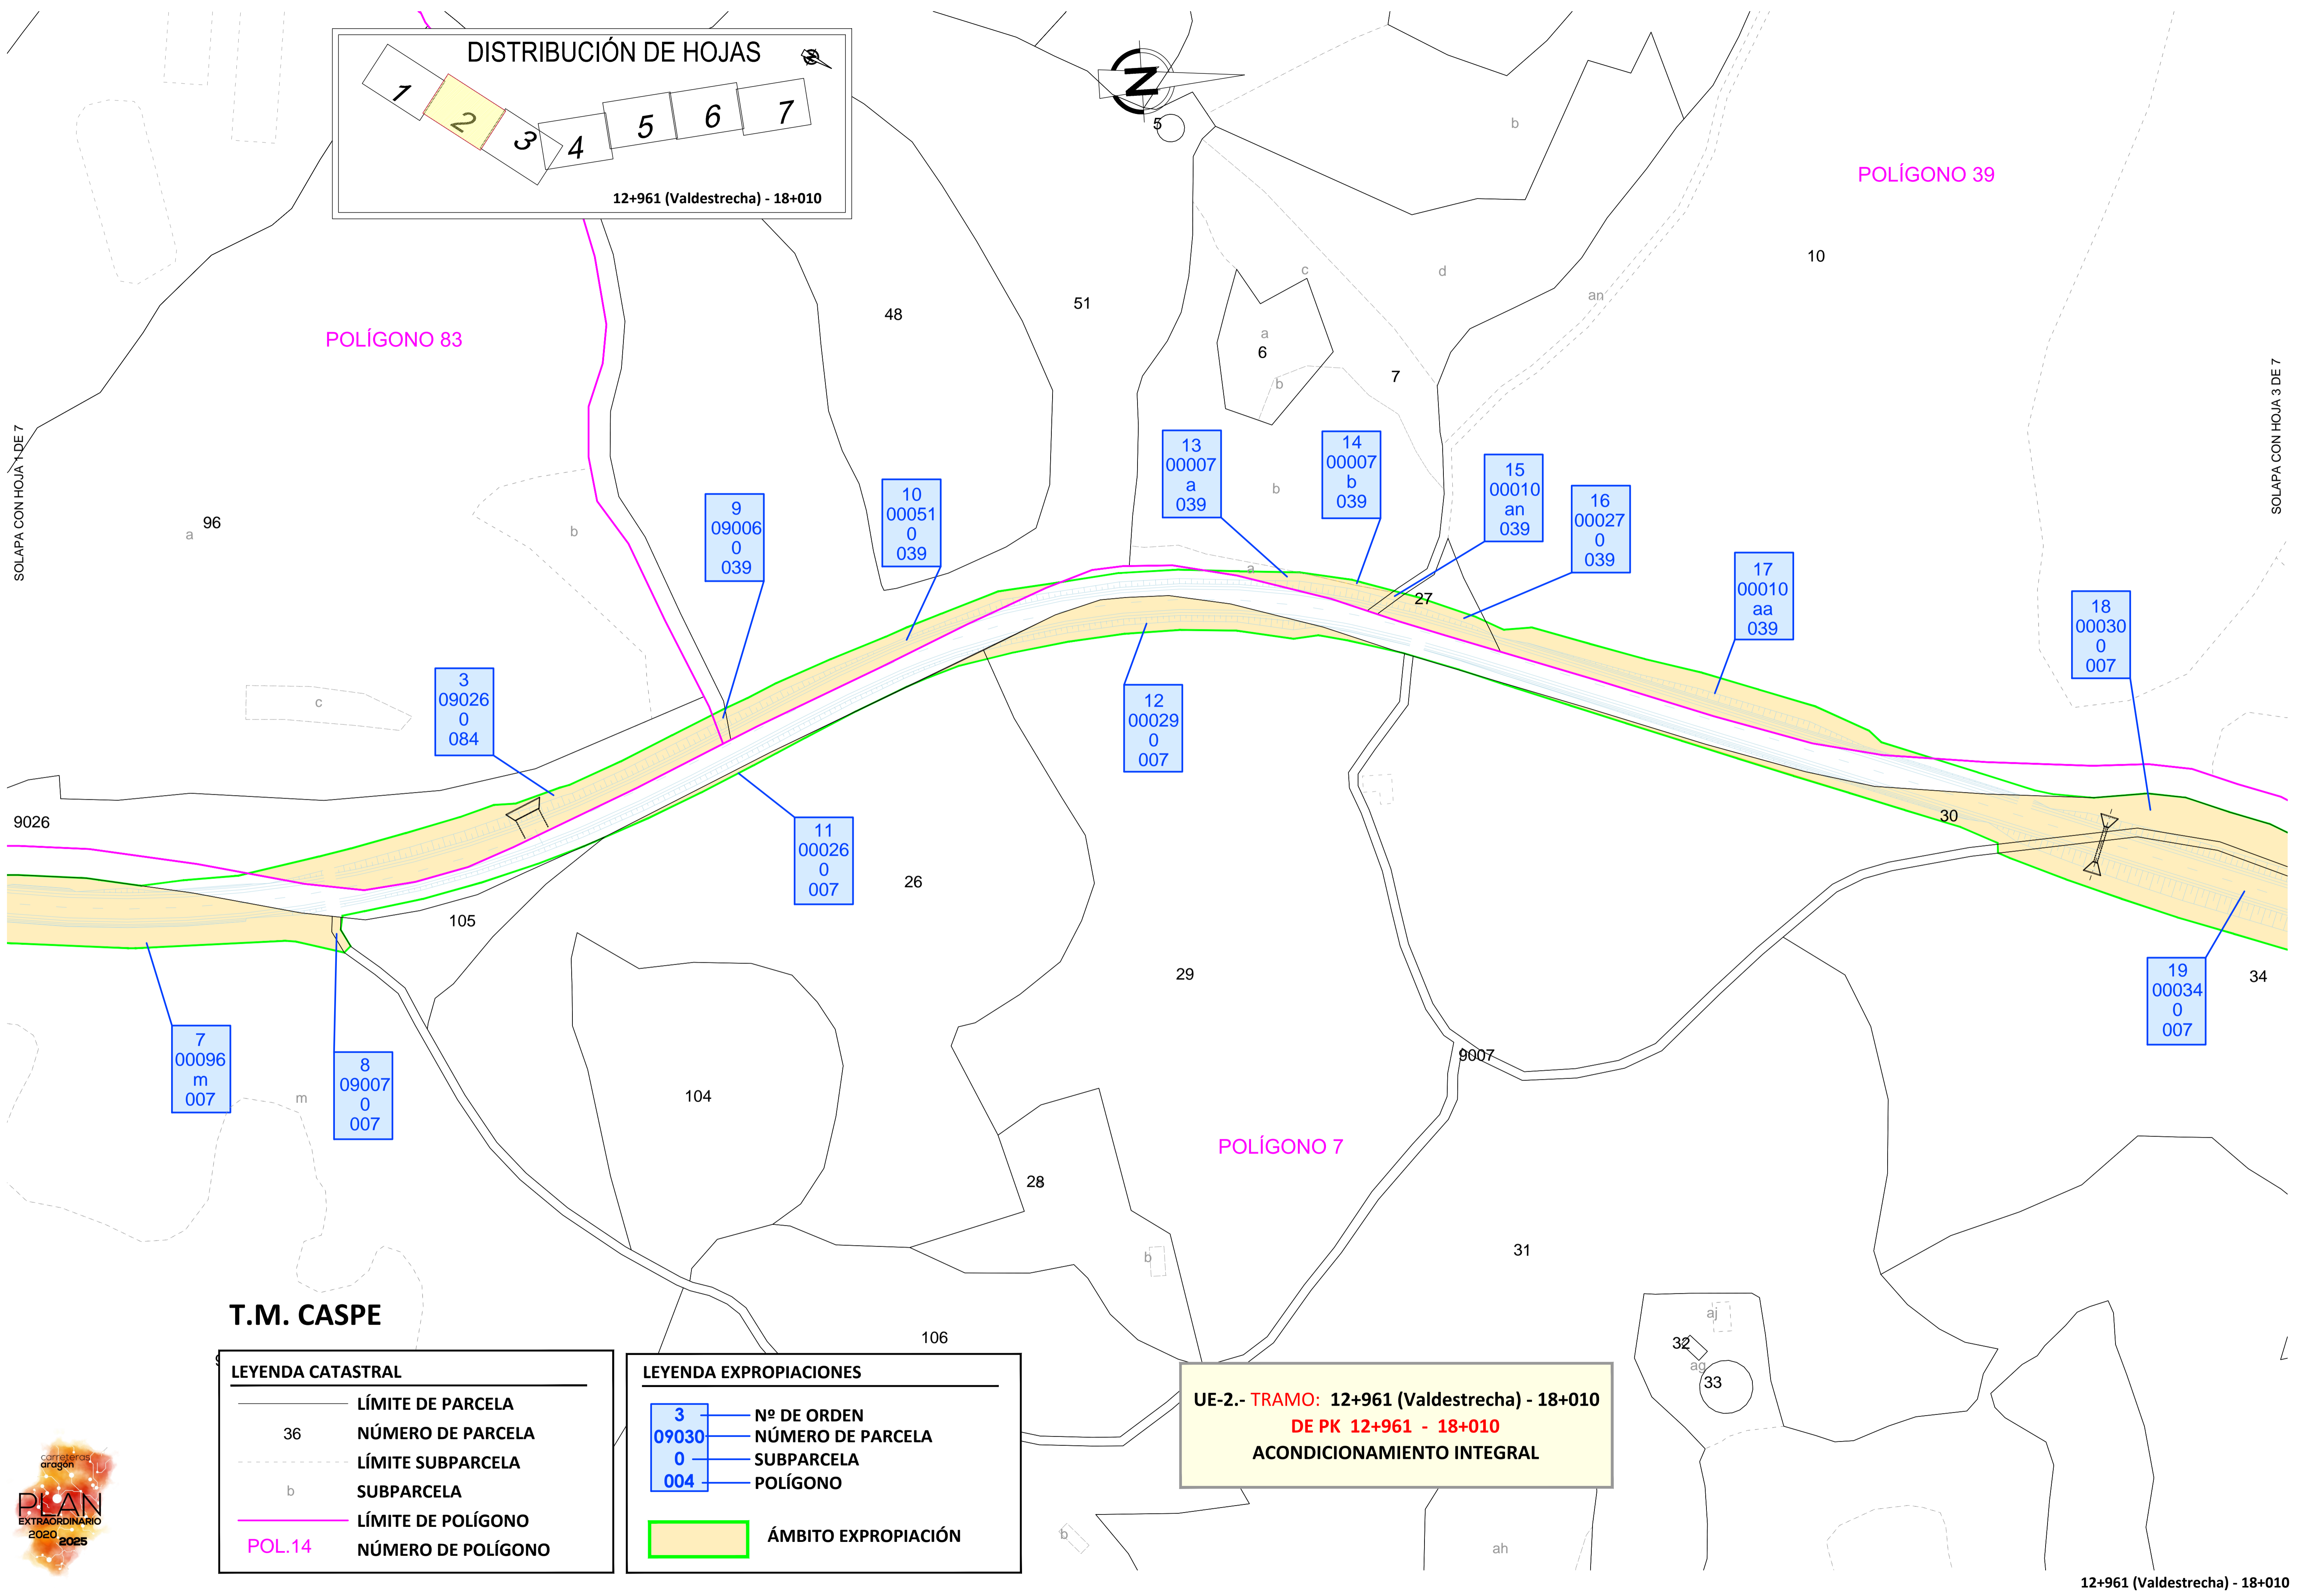 DISTRIBUCIÓN DE HOJAS
N
1
2
3
4
5
6
7
12+961 (Valdestrecha) - 18+010
N
5
b
POLÍGONO 39
10
c
d
an
48
51
a
6
b
7
POLÍGONO 83
SOLAPA CON HOJA 1 DE 7
SOLAPA CON HOJA 3 DE 7
96
a
b
c
b
a
27
9
09006
0
039
10
00051
0
039
13
00007
a
039
14
00007
b
039
15
00010
an
039
16
00027
0
039
17
00010
aa
039
18
00030
0
007
3
09026
0
084
12
00029
0
007
11
00026
0
007
9026
30
26
105
29
34
19
00034
0
007
7
00096
m
007
8
09007
0
007
m
104
9007
POLÍGONO 7
28
b
31
106
aj
32
ag
33
b
ah
T.M. CASPE
LEYENDA CATASTRAL
LÍMITE DE PARCELA
36 NÚMERO DE PARCELA
LÍMITE SUBPARCELA
b SUBPARCELA
LÍMITE DE POLÍGONO
POL.14 NÚMERO DE POLÍGONO
LEYENDA EXPROPIACIONES
3 Nº DE ORDEN
09030 NÚMERO DE PARCELA
0 SUBPARCELA
004 POLÍGONO
ÁMBITO EXPROPIACIÓN
UE-2.- TRAMO: 12+961 (Valdestrecha) - 18+010
DE PK 12+961 - 18+010
ACONDICIONAMIENTO INTEGRAL
carreteras
aragón
PLAN
EXTRAORDINARIO
2020
2025
12+961 (Valdestrecha) - 18+010